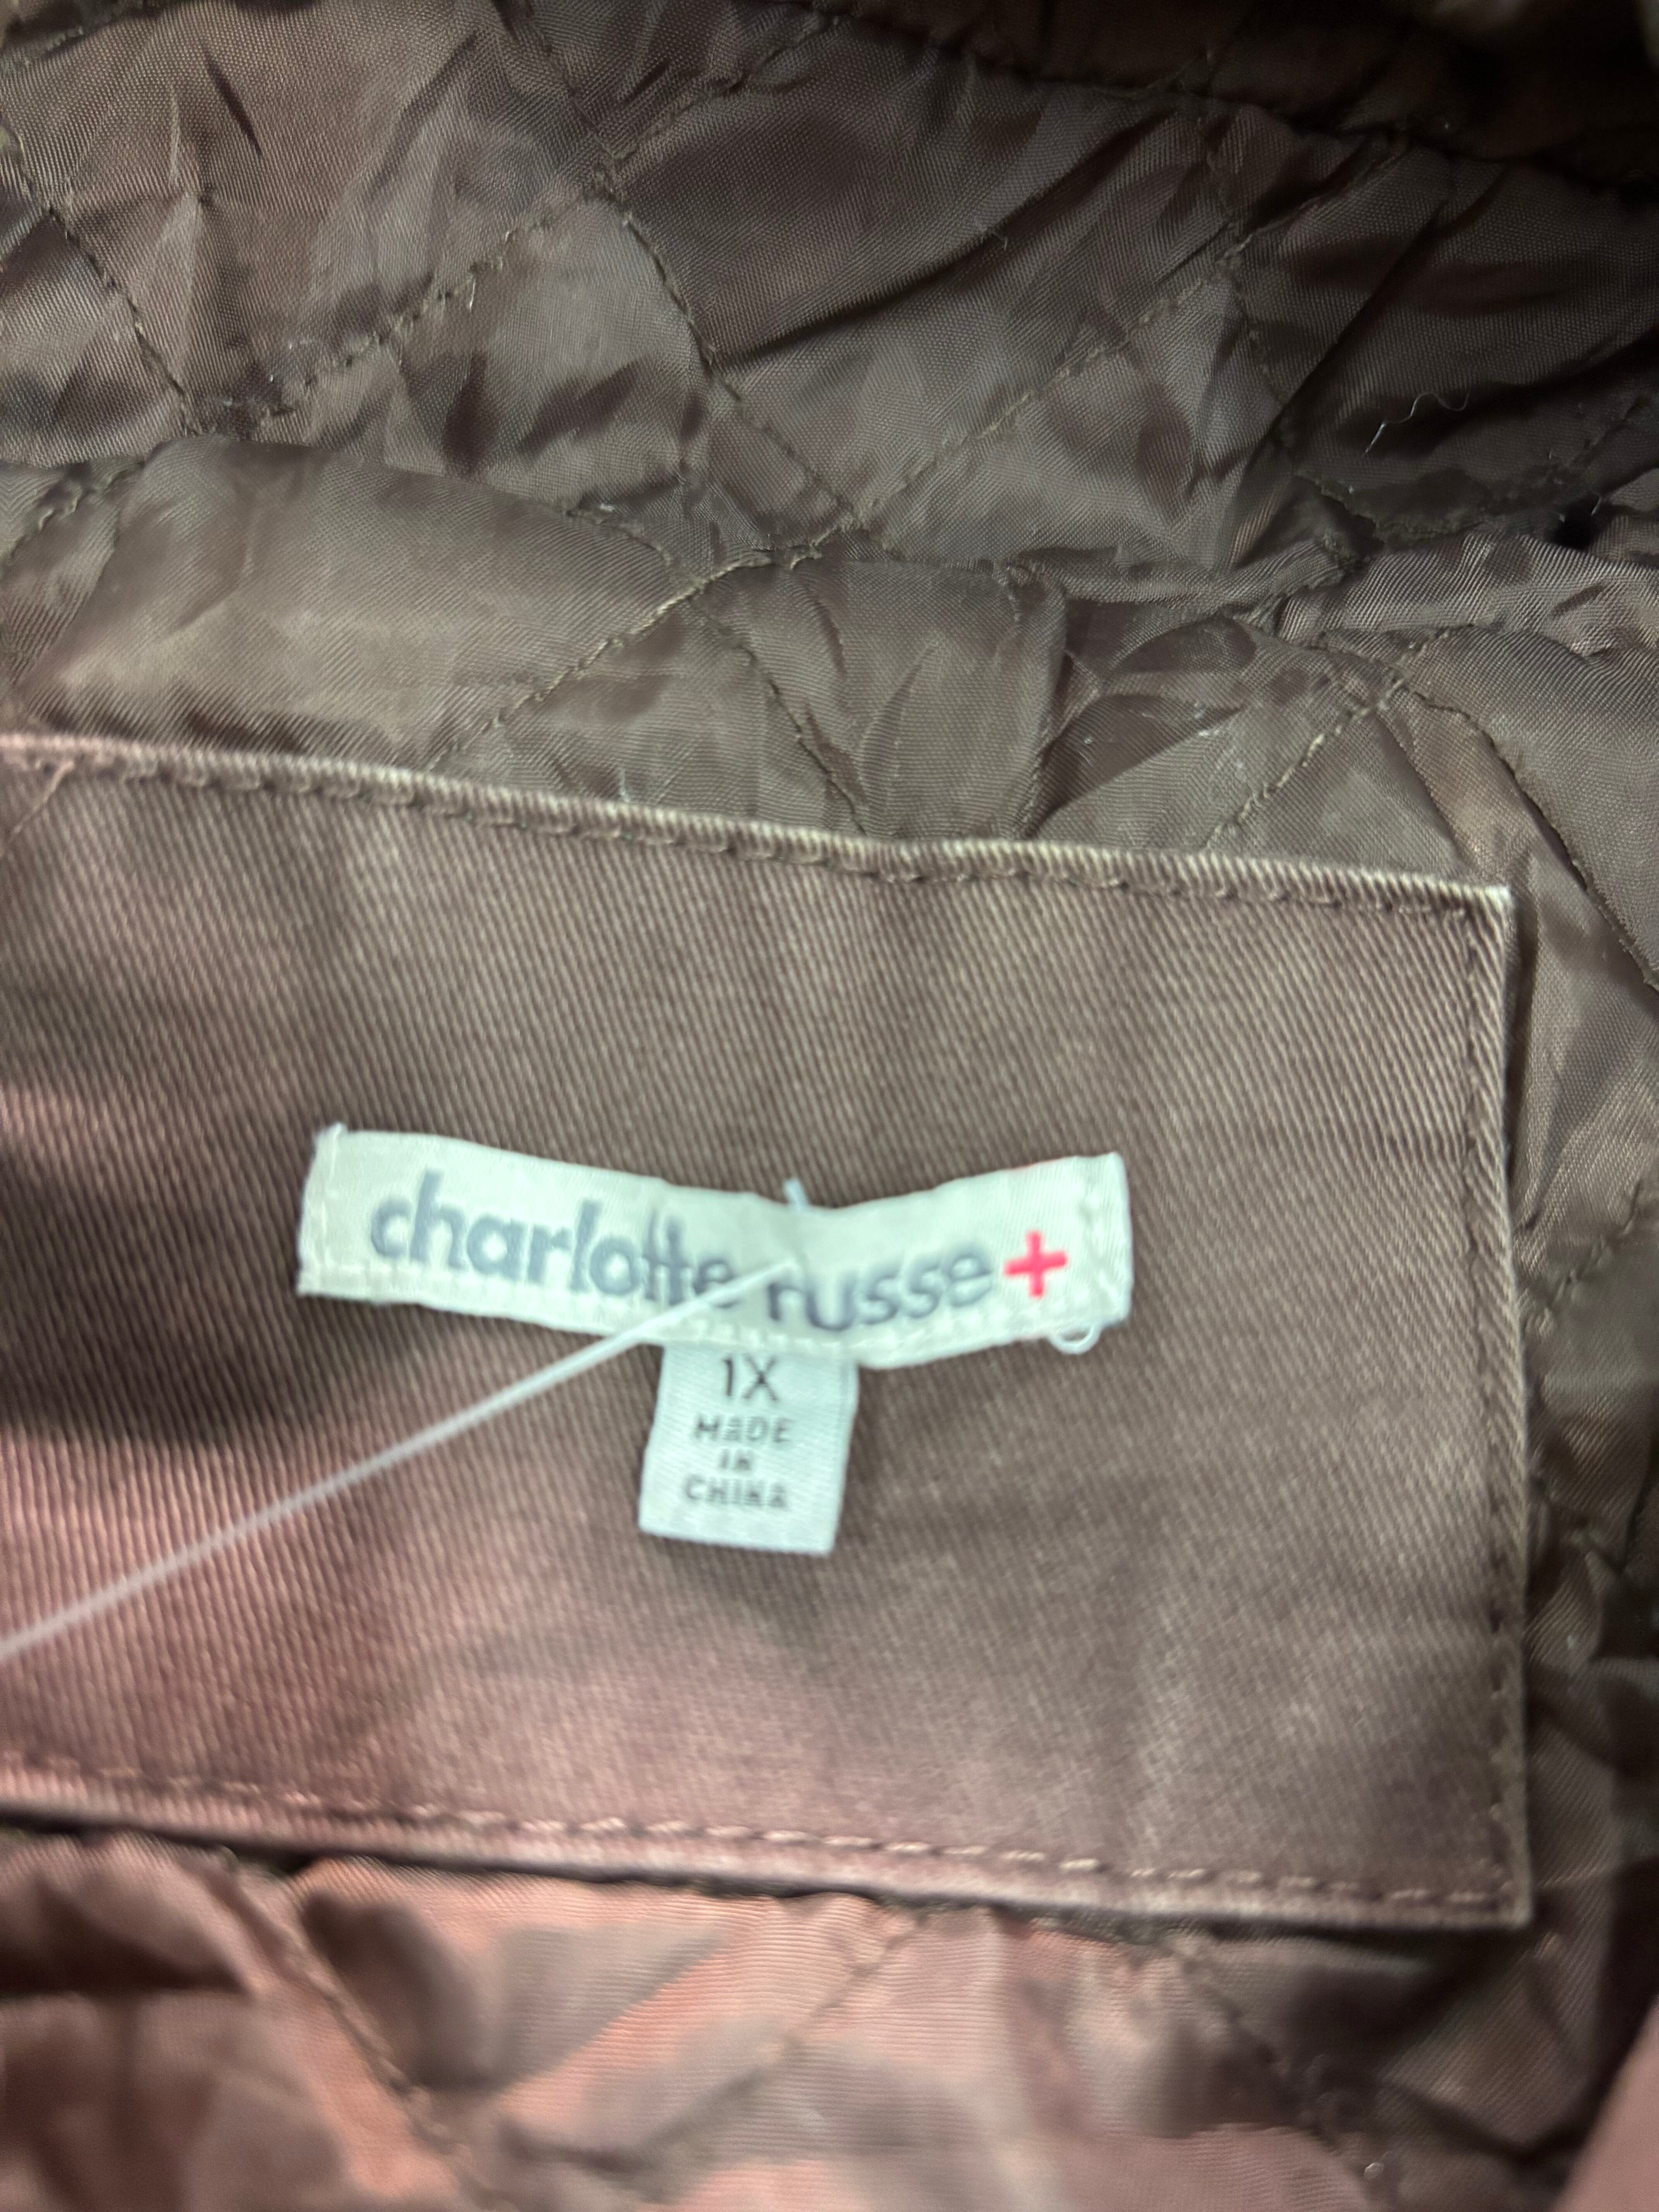 charlotte russe+
1X
MADE
IN
CHINA